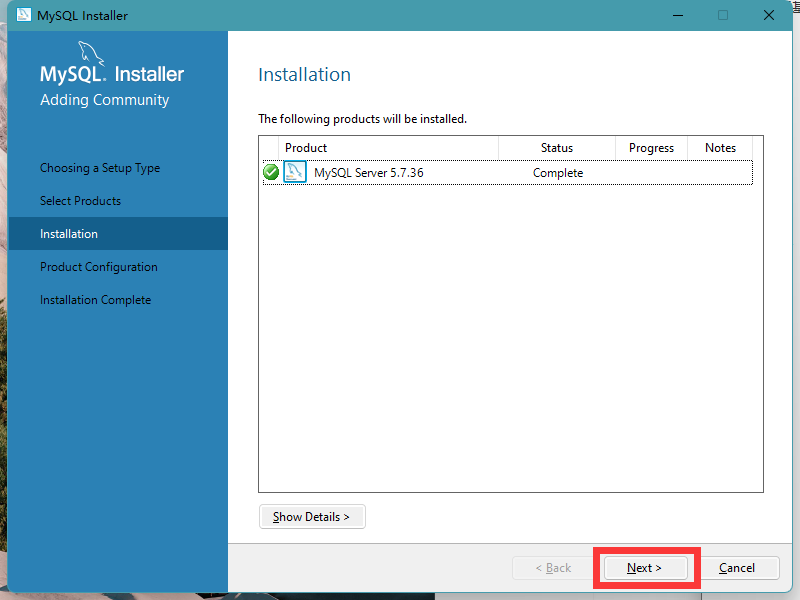 MySQL Installer
MySQL. Installer
Adding Community
Choosing a Setup Type
Select Products
Installation
Product Configuration
Installation Complete
Installation
The following products will be installed.
Product Status Progress Notes
MySQL Server 5.7.36 Complete
Show Details >
< Back Next > Cancel